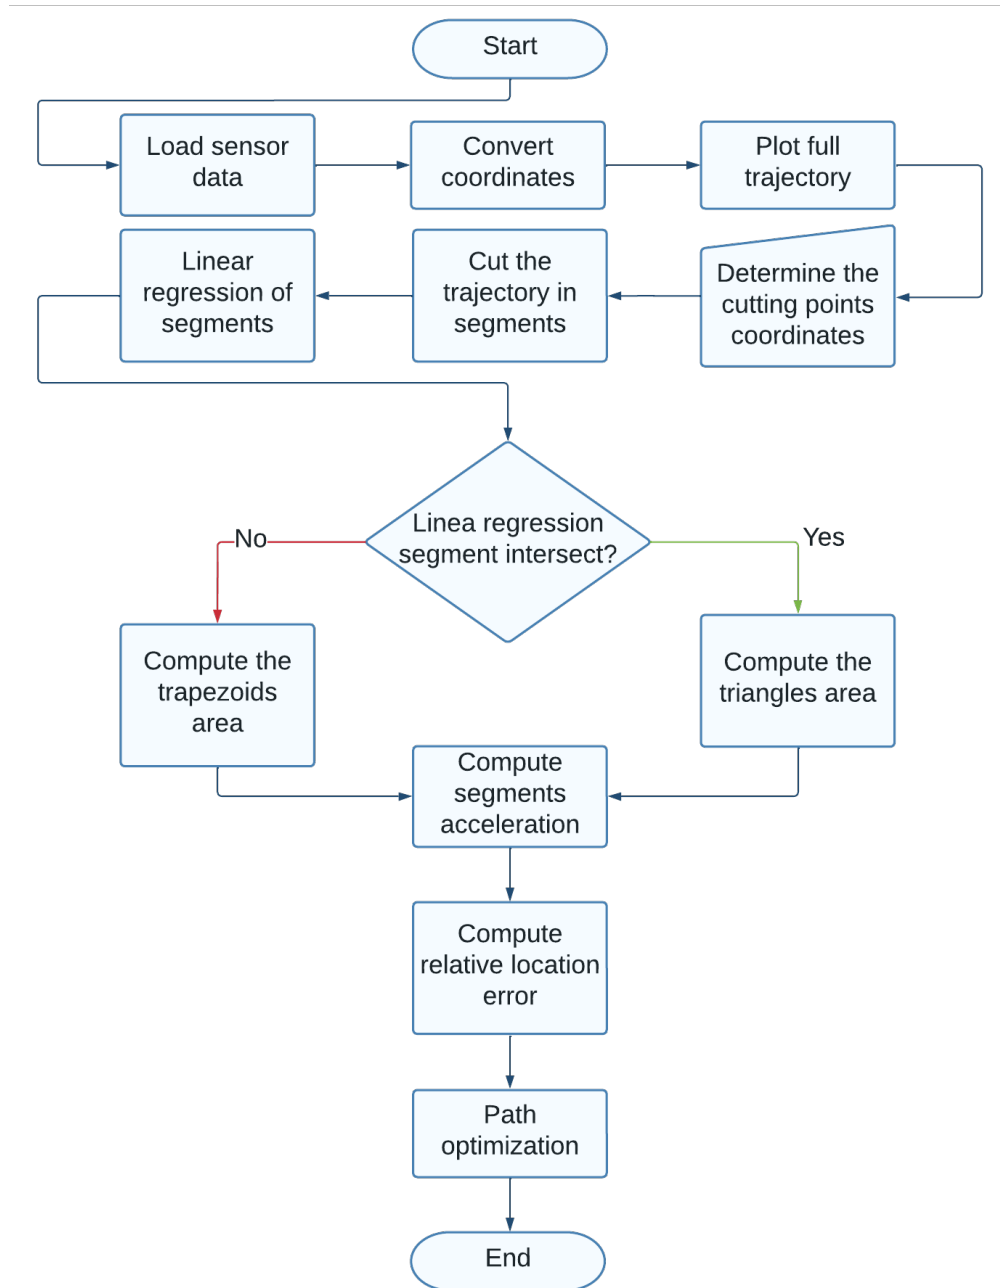 Start
Load sensor
data
Convert
coordinates
Plot full
trajectory
Determine the
cutting points
coordinates
Cut the
trajectory in
segments
Linear
regression of
segments
Linea regression
segment intersect?
No
Yes
Compute the
trapezoids
area
Compute the
triangles area
Compute
segments
acceleration
Compute
relative location
error
Path
optimization
End